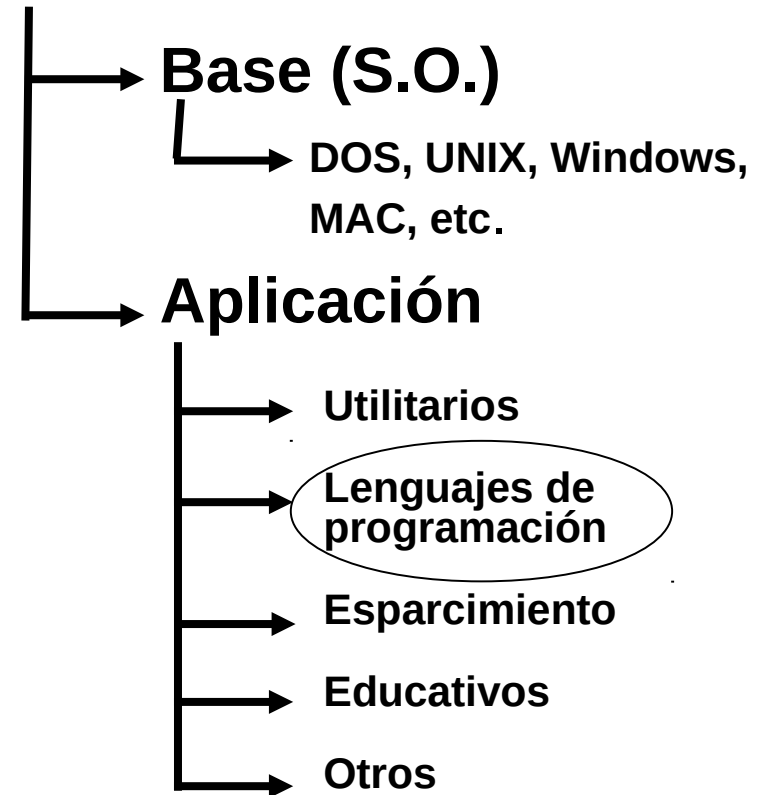 Base (S.O.)
DOS, UNIX, Windows,
MAC, etc.
Aplicación
Utilitarios
Lenguajes de
programación
Esparcimiento
Educativos
Otros